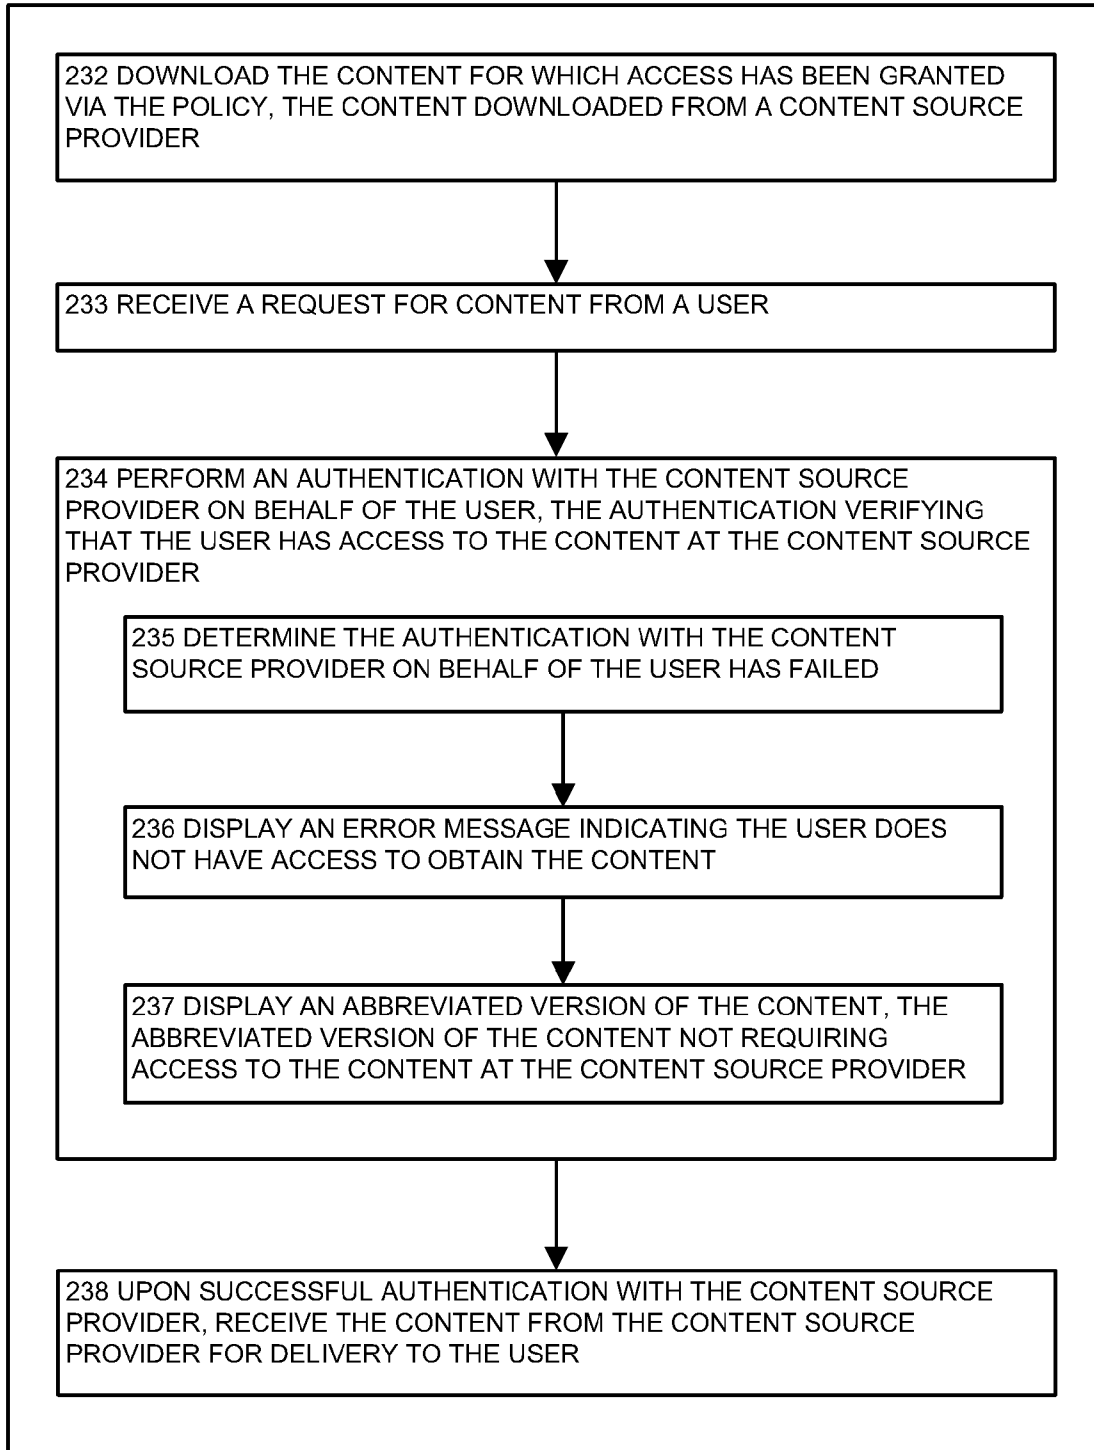 232 DOWNLOAD THE CONTENT FOR WHICH ACCESS HAS BEEN GRANTED
VIA THE POLICY, THE CONTENT DOWNLOADED FROM A CONTENT SOURCE
PROVIDER
233 RECEIVE A REQUEST FOR CONTENT FROM A USER
234 PERFORM AN AUTHENTICATION WITH THE CONTENT SOURCE
PROVIDER ON BEHALF OF THE USER, THE AUTHENTICATION VERIFYING
THAT THE USER HAS ACCESS TO THE CONTENT AT THE CONTENT SOURCE
PROVIDER
235 DETERMINE THE AUTHENTICATION WITH THE CONTENT
SOURCE PROVIDER ON BEHALF OF THE USER HAS FAILED
236 DISPLAY AN ERROR MESSAGE INDICATING THE USER DOES
NOT HAVE ACCESS TO OBTAIN THE CONTENT
237 DISPLAY AN ABBREVIATED VERSION OF THE CONTENT, THE
ABBREVIATED VERSION OF THE CONTENT NOT REQUIRING
ACCESS TO THE CONTENT AT THE CONTENT SOURCE PROVIDER
238 UPON SUCCESSFUL AUTHENTICATION WITH THE CONTENT SOURCE
PROVIDER, RECEIVE THE CONTENT FROM THE CONTENT SOURCE
PROVIDER FOR DELIVERY TO THE USER